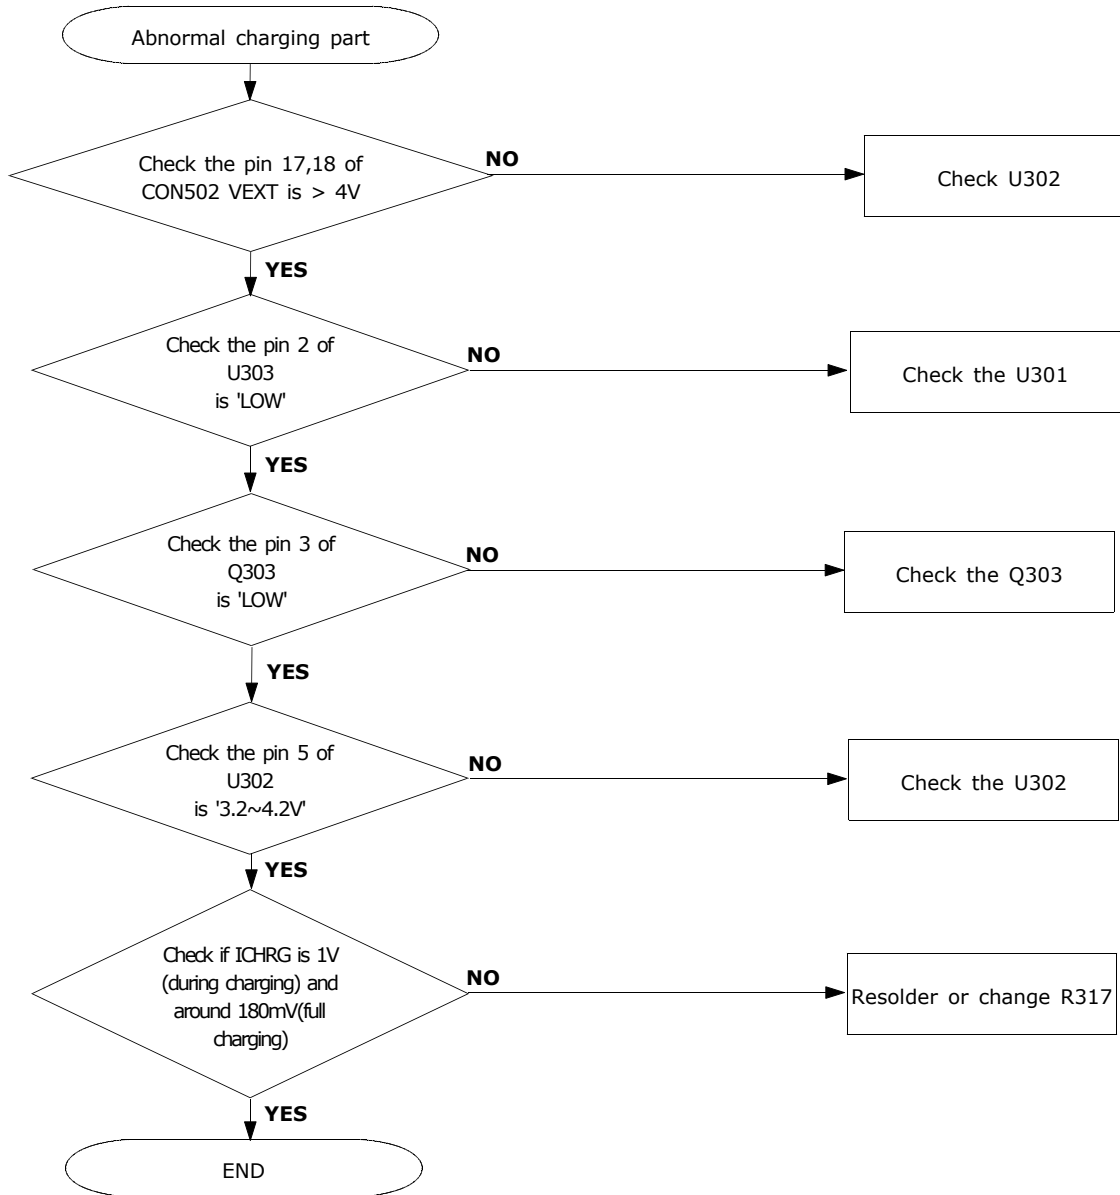 Abnormal charging part
Check the pin 17,18 of
CON502 VEXT is > 4V
NO
Check U302
YES
Check the pin 2 of
U303
is 'LOW'
NO
Check the U301
YES
Check the pin 3 of
Q303
is 'LOW'
NO
Check the Q303
YES
Check the pin 5 of
U302
is '3.2~4.2V'
NO
Check the U302
YES
Check if ICHRG is 1V
(during charging) and
around 180mV(full
charging)
NO
Resolder or change R317
YES
END